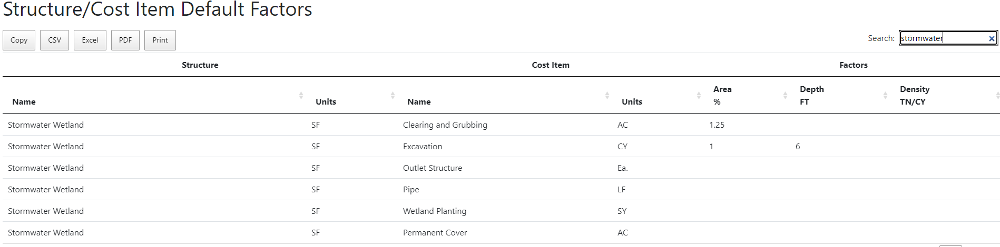 Structure/Cost Item Default Factors
Copy CSV Excel PDF Print Search: stormwater
Structure Cost Item Factors
Area Depth Density
Name Units Name Units % FT TN/CY
Stormwater Wetland SF Clearing and Grubbing AC 1.25
Stormwater Wetland SF Excavation CY 1 6
Stormwater Wetland SF Outlet Structure Ea.
Stormwater Wetland SF Pipe LF
Stormwater Wetland SF Wetland Planting SY
Stormwater Wetland SF Permanent Cover AC